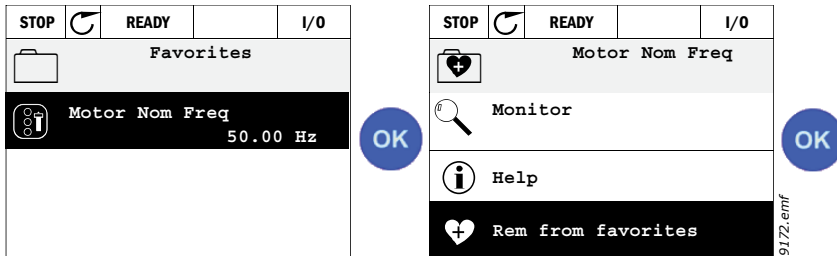 STOP READY I/O
Favorites
Motor Nom Freq
50.00 Hz
OK
STOP READY I/O
Motor Nom Freq
Monitor
Help
Rem from favorites
OK
9172.emf